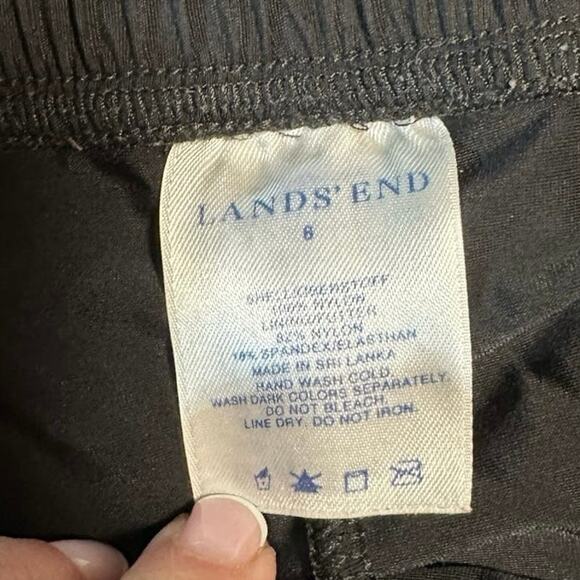 LANDS' END
6
SHELL/OBERSTOFF
100% NYLON
LINING/FUTTER
82% NYLON
18% SPANDEX/ELASTHAN
MADE IN SRI LANKA
HAND WASH COLD.
WASH DARK COLORS SEPARATELY.
DO NOT BLEACH.
LINE DRY. DO NOT IRON.